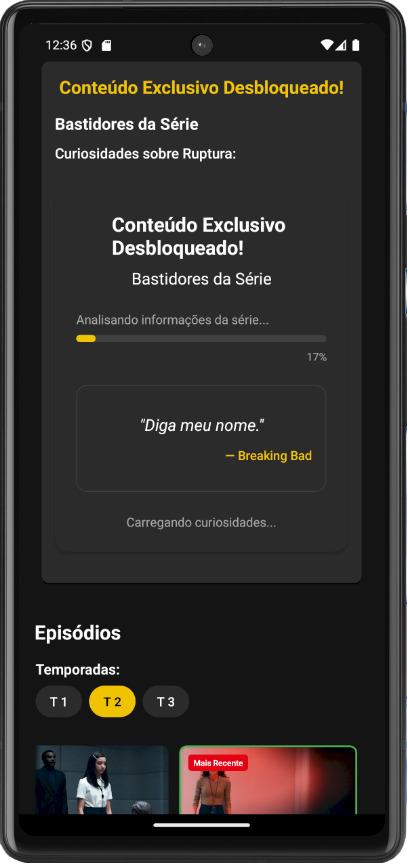 12:36
Conteúdo Exclusivo Desbloqueado!
Bastidores da Série
Curiosidades sobre Ruptura:
Conteúdo Exclusivo
Desbloqueado!
Bastidores da Série
Analisando informações da série...
17%
"Diga meu nome."
— Breaking Bad
Carregando curiosidades...
Episódios
Temporadas:
T 1 T 2 T 3
Mais Recente